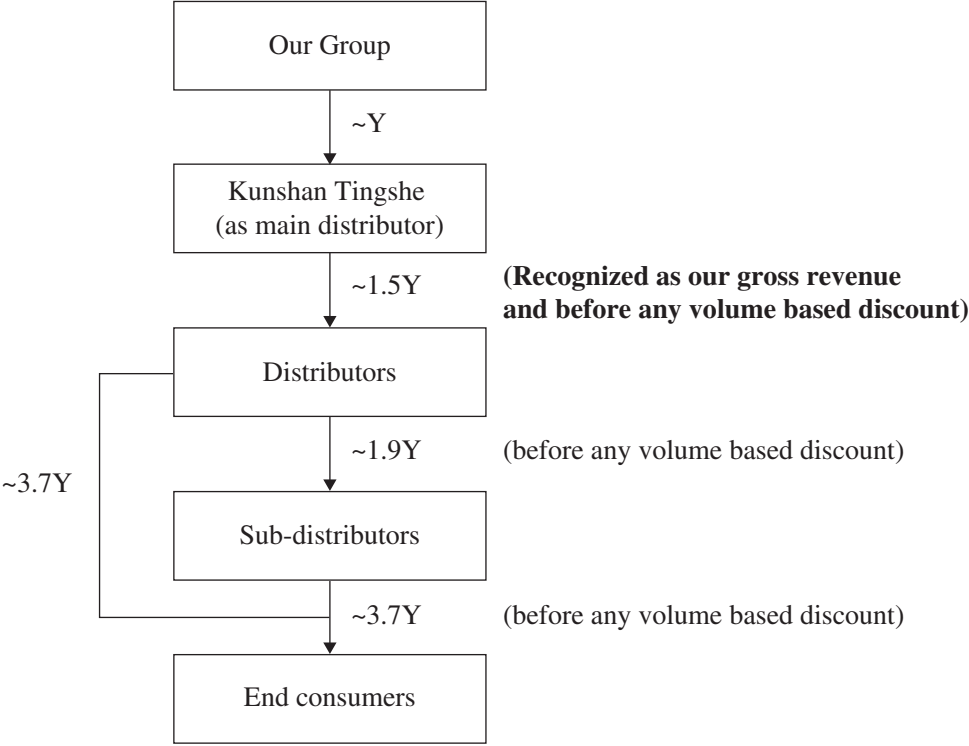 Our Group
~Y
Kunshan Tingshe
(as main distributor)
~1.5Y
(Recognized as our gross revenue
and before any volume based discount)
Distributors
~1.9Y
(before any volume based discount)
~3.7Y
Sub-distributors
~3.7Y
(before any volume based discount)
End consumers